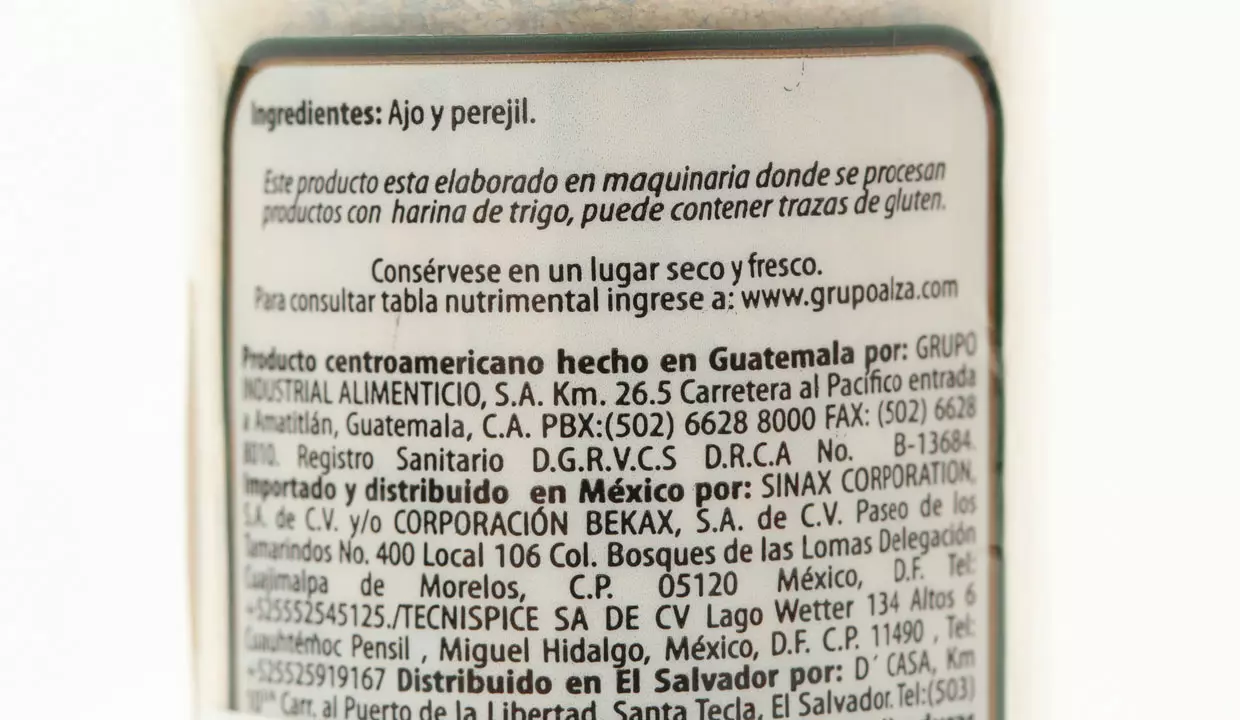 Ingredientes: Ajo y perejil.
Este producto esta elaborado en maquinaria donde se procesan
productos con harina de trigo, puede contener trazas de gluten.
Consérvese en un lugar seco y fresco.
Para consultar tabla nutrimental ingrese a: www.grupoalza.com
Producto centroamericano hecho en Guatemala por: GRUPO
INDUSTRIAL ALIMENTICIO, S.A. Km. 26.5 Carretera al Pacífico entrada
a Amatitlán, Guatemala, C.A. PBX:(502) 6628 8000 FAX: (502) 6628
8010. Registro Sanitario D.G.R.V.C.S D.R.C.A No. B-13684.
Importado y distribuido en México por: SINAX CORPORATION,
S.A. de C.V. y/o CORPORACIÓN BEKAX, S.A. de C.V. Paseo de los
Tamarindos No. 400 Local 106 Col. Bosques de las Lomas Delegación
Cuajimalpa de Morelos, C.P. 05120 México, D.F. Tel:
+525552545125./TECNISPICE SA DE CV Lago Wetter 134 Altos 6
Cuauhtémoc Pensil , Miguel Hidalgo, México, D.F. C.P. 11490 , Tel:
+525525919167 Distribuido en El Salvador por: D´ CASA, Km
Carr. al Puerto de la Libertad, Santa Tecla, El Salvador. Tel:(503)